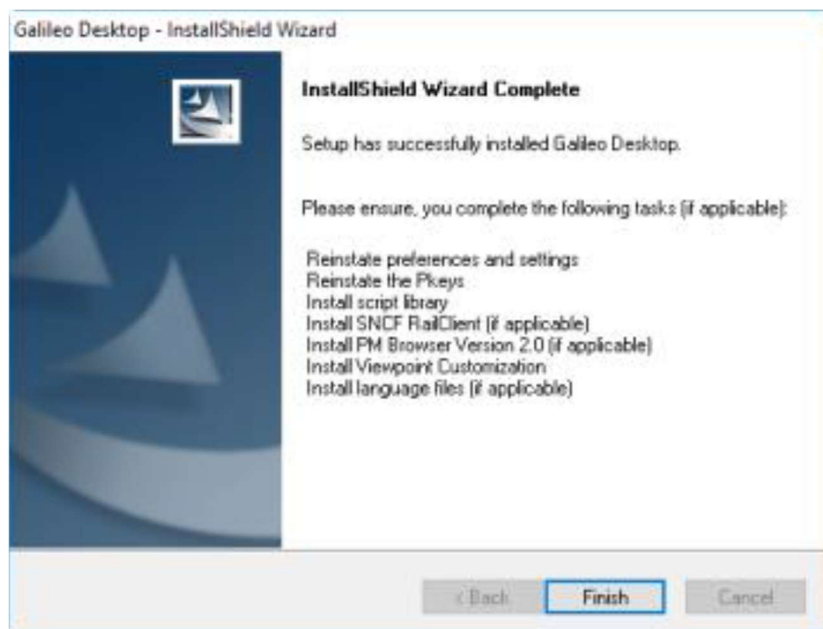 Galileo Desktop - InstallShield Wizard
InstallShield Wizard Complete
Setup has successfully installed Galileo Desktop.
Please ensure, you complete the following tasks (if applicable):
Reinstate preferences and settings
Reinstate the Pkeys
Install script library
Install SNCF RailClient (if applicable)
Install PM Browser Version 2.0 (if applicable)
Install Viewpoint Customization
Install language files (if applicable)
< Back
Finish
Cancel